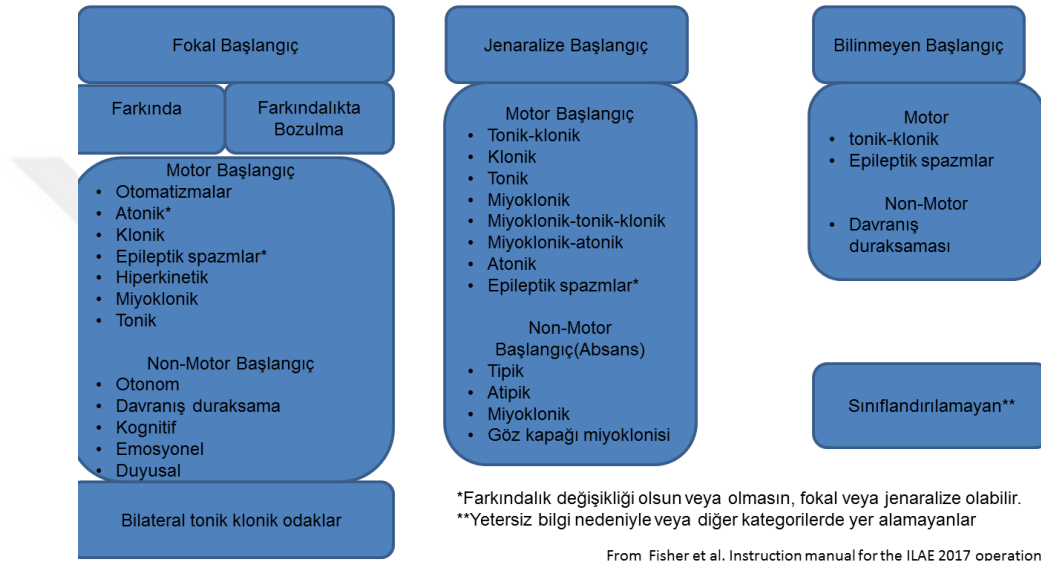 Fokal Başlangıç
Farkında
Farkındalıkta
Bozulma
Motor Başlangıç
• Otomatizmalar
• Atonik*
• Klonik
• Epileptik spazmlar*
• Hiperkinetik
• Miyoklonik
• Tonik
Non-Motor Başlangıç
• Otonom
• Davranış duraksama
• Kognitif
• Emosyonel
• Duyusal
Bilateral tonik klonik odaklar
Jenaralize Başlangıç
Motor Başlangıç
• Tonik-klonik
• Klonik
• Tonik
• Miyoklonik
• Miyoklonik-tonik-klonik
• Miyoklonik-atonik
• Atonik
• Epileptik spazmlar*
Non-Motor
Başlangıç(Absans)
• Tipik
• Atipik
• Miyoklonik
• Göz kapağı miyoklonisi
Bilinmeyen Başlangıç
Motor
• tonik-klonik
• Epileptik spazmlar
Non-Motor
• Davranış
duraksaması
Sınıflandırılamayan**
*Farkındalık değişikliği olsun veya olmasın, fokal veya jenaralize olabilir.
**Yetersiz bilgi nedeniyle veya diğer kategorilerde yer alamayanlar
From Fisher et al. Instruction manual for the ILAE 2017 operation